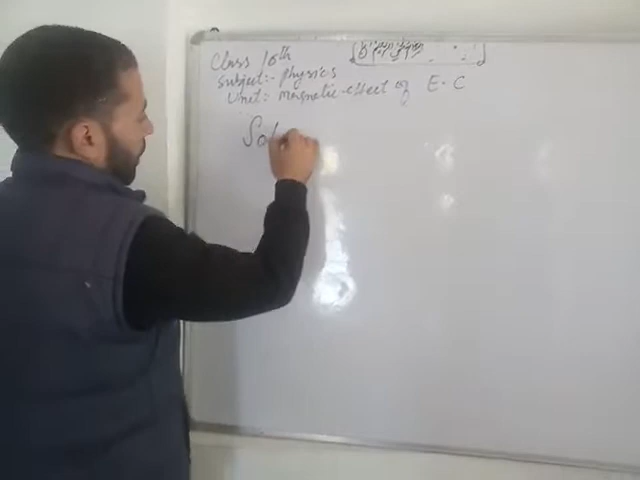 Class 10th
Subject:- physics
Unit:- magnetic effect of E.C
Sol